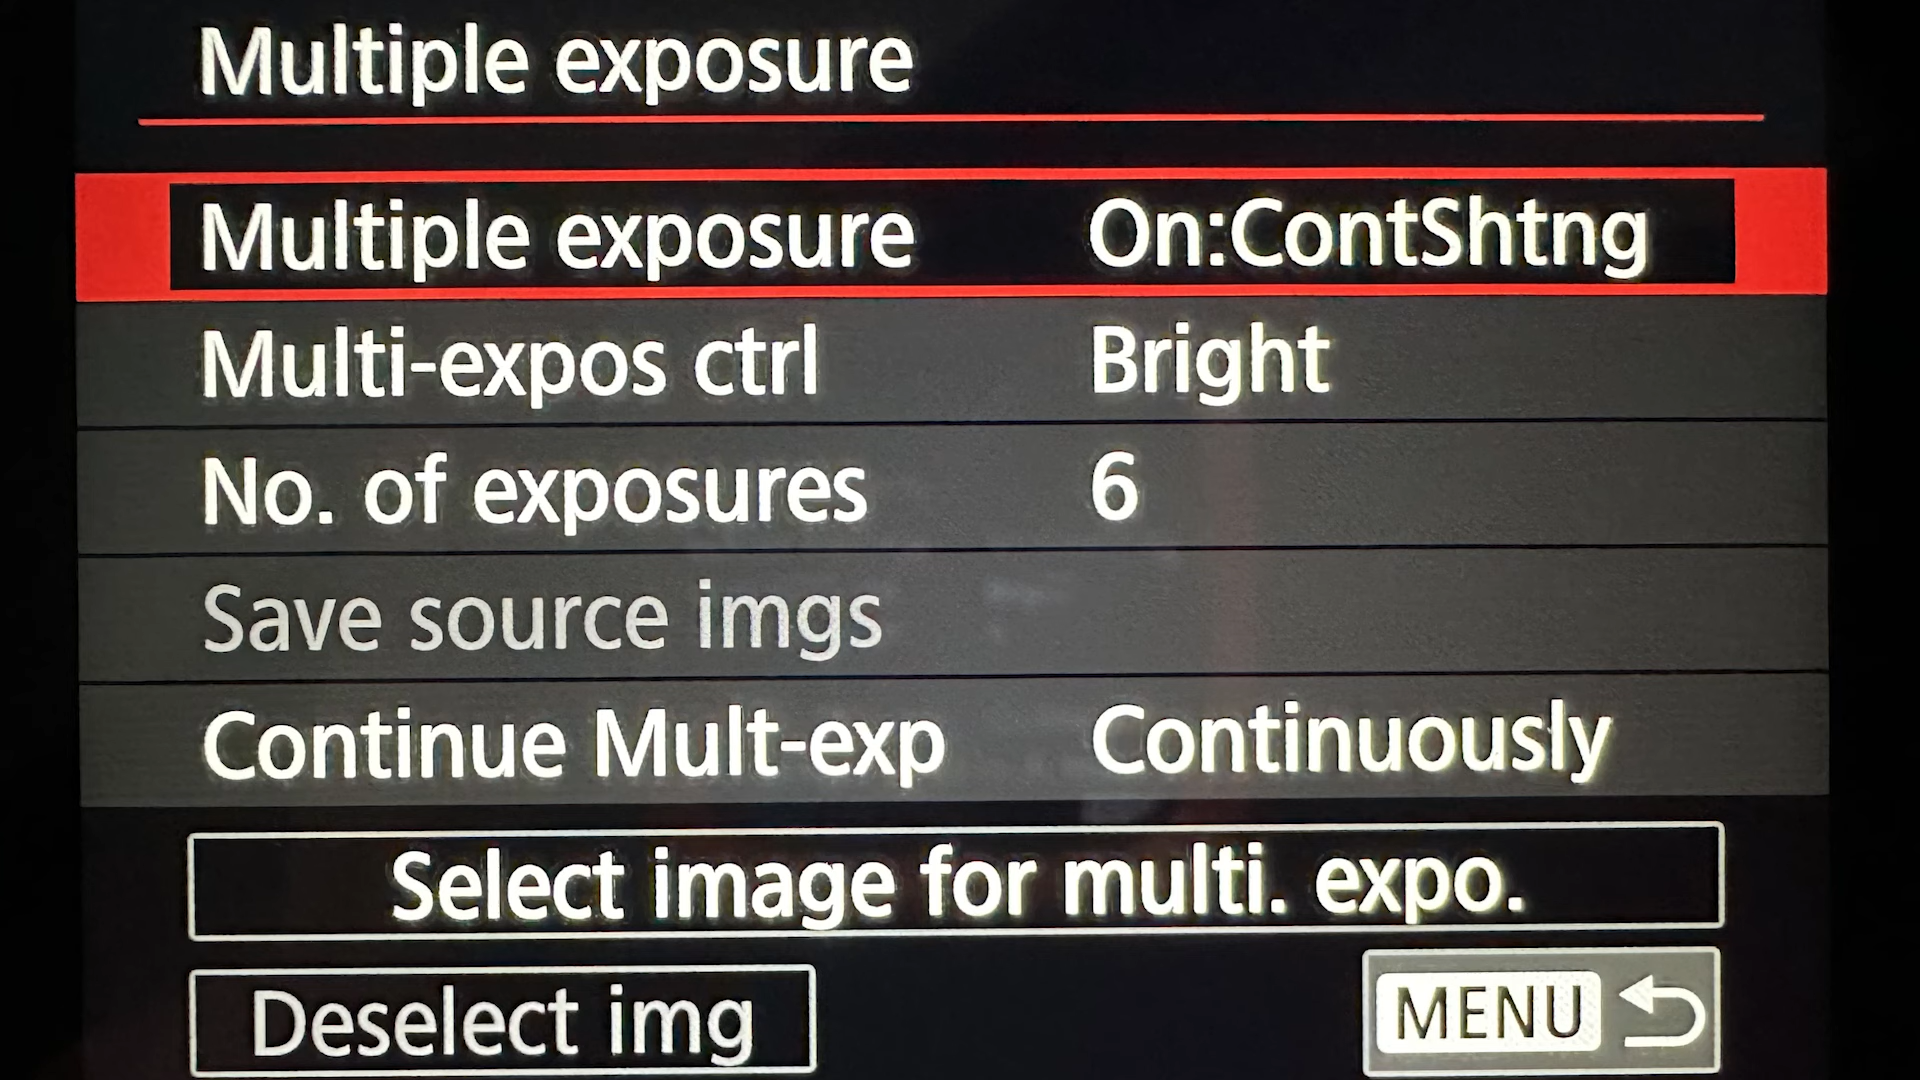 Multiple exposure
Multiple exposure On:ContShtng
Multi-expos ctrl Bright
No. of exposures 6
Save source imgs
Continue Mult-exp Continuously
Select image for multi. expo.
Deselect img MENU